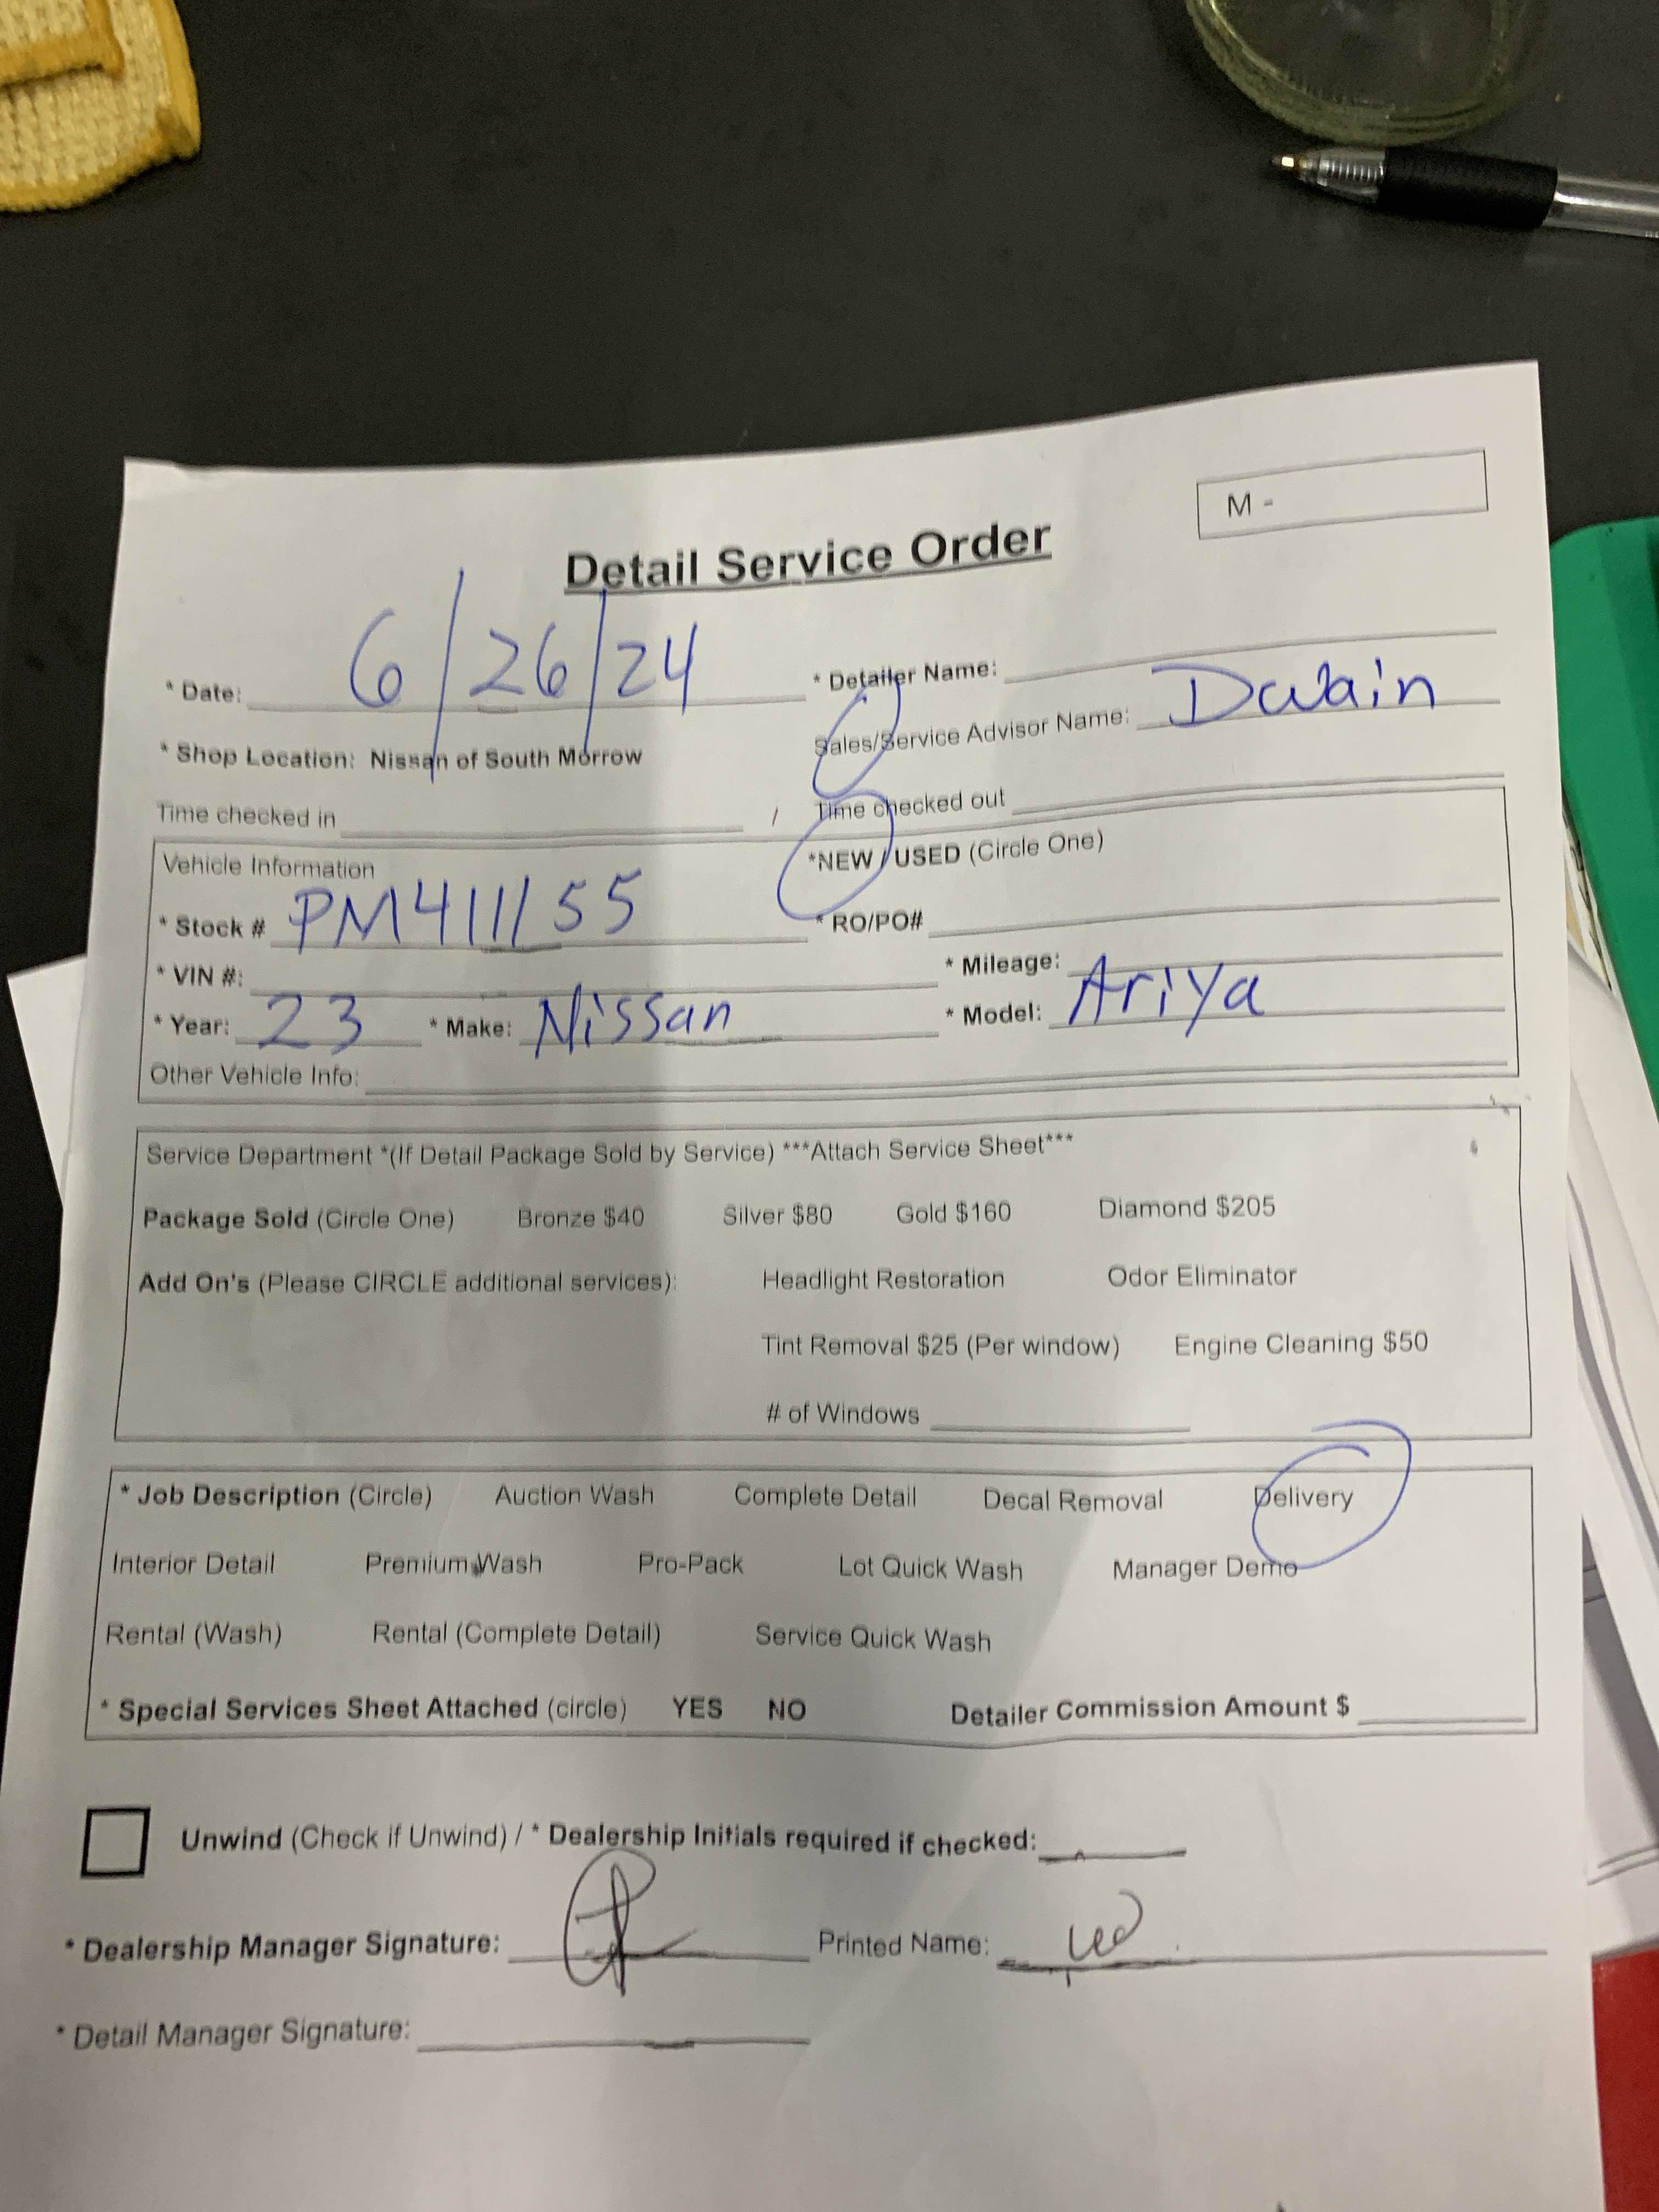 M -
Detail Service Order
* Date: 6/26/24 * Detailer Name:
* Shop Location: Nissan of South Morrow Sales/Service Advisor Name: Dwain
Time checked in / Time checked out
Vehicle Information *NEW / USED (Circle One)
* Stock # PM411155 * RO/PO#
* VIN #: * Mileage:
* Year: 23 * Make: Nissan * Model: Ariya
Other Vehicle Info:
Service Department *(If Detail Package Sold by Service) ***Attach Service Sheet***
Package Sold (Circle One) Bronze $40 Silver $80 Gold $160 Diamond $205
Add On's (Please CIRCLE additional services): Headlight Restoration Odor Eliminator
Tint Removal $25 (Per window) Engine Cleaning $50
# of Windows
* Job Description (Circle) Auction Wash Complete Detail Decal Removal Delivery
Interior Detail Premium Wash Pro-Pack Lot Quick Wash Manager Demo
Rental (Wash) Rental (Complete Detail) Service Quick Wash
* Special Services Sheet Attached (circle) YES NO Detailer Commission Amount $
Unwind (Check if Unwind) / * Dealership Initials required if checked:
* Dealership Manager Signature: Printed Name:
* Detail Manager Signature: